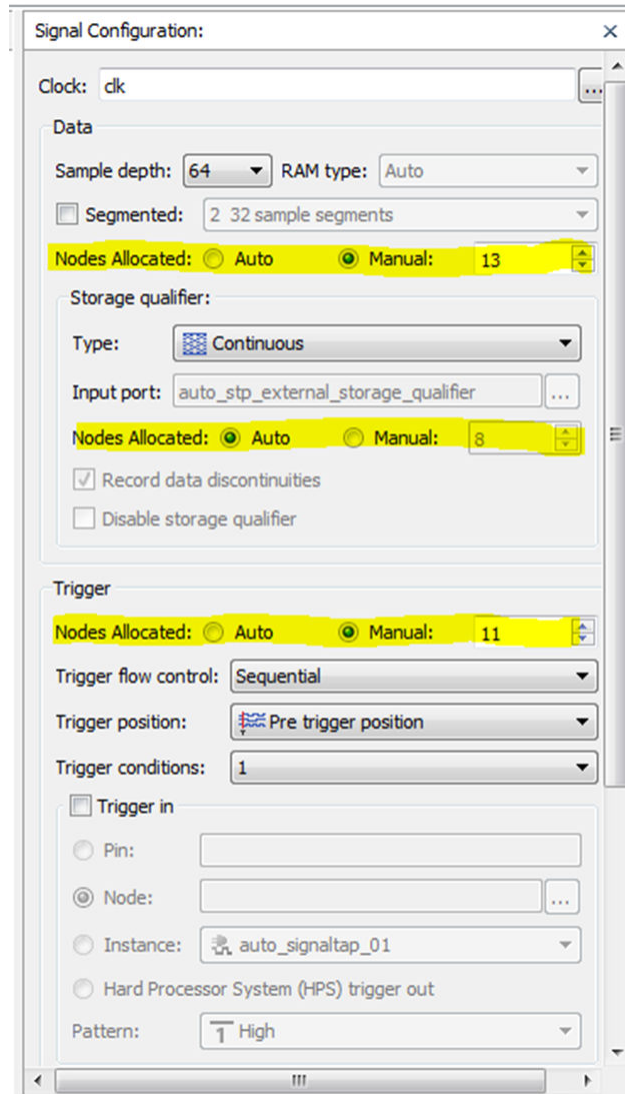 Signal Configuration:
Clock: clk ...
Data
Sample depth: 64 RAM type: Auto
Segmented: 2 32 sample segments
Nodes Allocated: Auto Manual: 13
Storage qualifier:
Type: Continuous
Input port: auto_stp_external_storage_qualifier ...
Nodes Allocated: Auto Manual: 8
Record data discontinuities
Disable storage qualifier
Trigger
Nodes Allocated: Auto Manual: 11
Trigger flow control: Sequential
Trigger position: Pre trigger position
Trigger conditions: 1
Trigger in
Pin:
Node: ...
Instance: auto_signaltap_01
Hard Processor System (HPS) trigger out
Pattern: 1 High